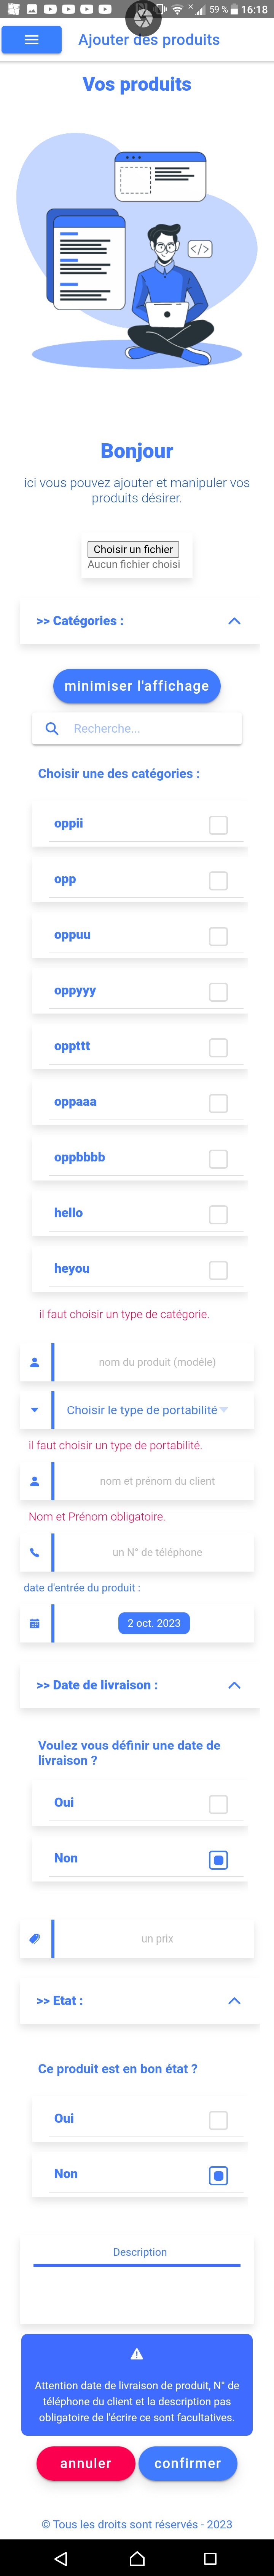 59 % 16:18
Ajouter des produits
Vos produits
</>
Bonjour
ici vous pouvez ajouter et manipuler vos
produits désirer.
Choisir un fichier
Aucun fichier choisi
>> Catégories :
minimiser l'affichage
Recherche...
Choisir une des catégories :
oppii
opp
oppuu
oppyyy
oppttt
oppaaa
oppbbbb
hello
heyou
il faut choisir un type de catégorie.
nom du produit (modéle)
Choisir le type de portabilité
il faut choisir un type de portabilité.
nom et prénom du client
Nom et Prénom obligatoire.
un N° de téléphone
date d'entrée du produit :
2 oct. 2023
>> Date de livraison :
Voulez vous définir une date de
livraison ?
Oui
Non
un prix
>> Etat :
Ce produit est en bon état ?
Oui
Non
Description
Attention date de livraison de produit, N° de
téléphone du client et la description pas
obligatoire de l'écrire ce sont facultatives.
annuler confirmer
© Tous les droits sont réservés - 2023